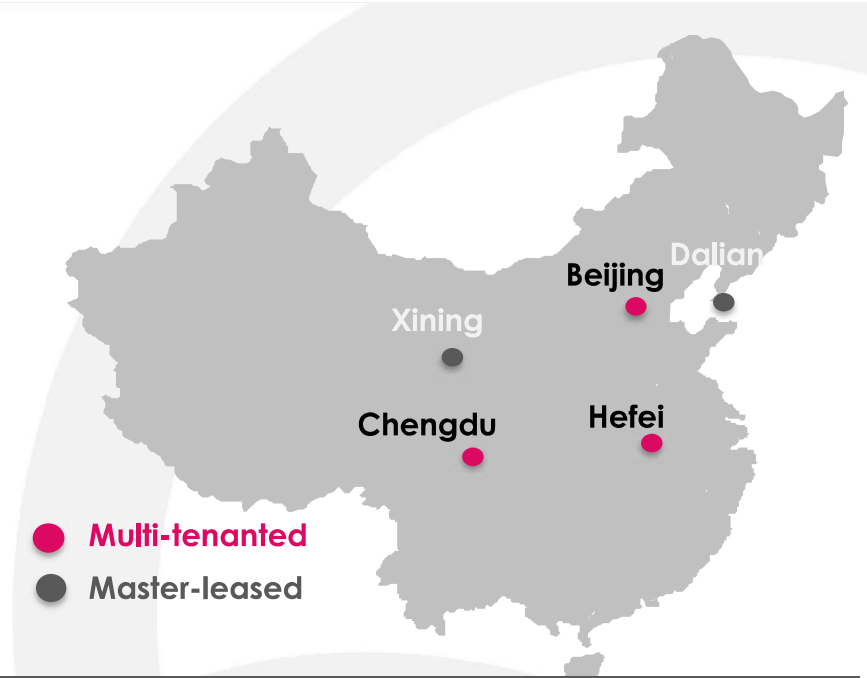 Dalian
Beijing
Xining
Chengdu
Hefei
Multi-tenanted
Master-leased